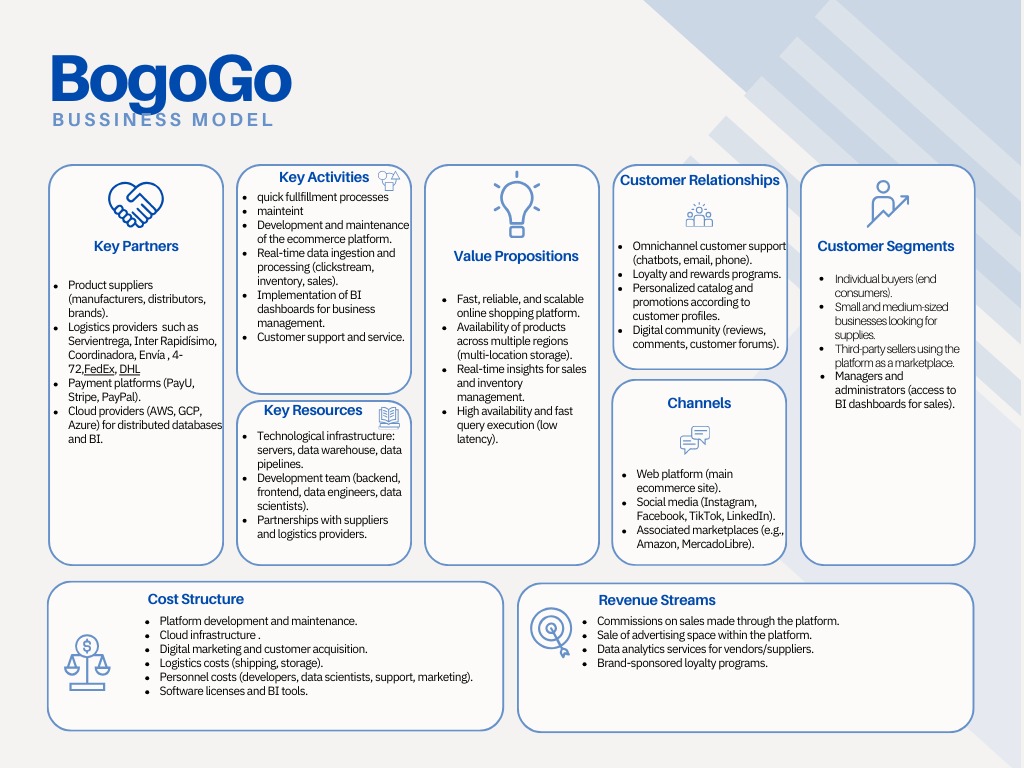 BogoGo
BUSSINESS MODEL
Key Partners
• Product suppliers
(manufacturers, distributors,
brands).
• Logistics providers such as
Servientrega, Inter Rapidísimo,
Coordinadora, Envía , 4-
72,FedEx, DHL
• Payment platforms (PayU,
Stripe, PayPal).
• Cloud providers (AWS, GCP,
Azure) for distributed databases
and BI.
Key Activities
• quick fullfillment processes
• mainteint
• Development and maintenance
of the ecommerce platform.
• Real-time data ingestion and
processing (clickstream,
inventory, sales).
• Implementation of BI
dashboards for business
management.
• Customer support and service.
Key Resources
• Technological infrastructure:
servers, data warehouse, data
pipelines.
• Development team (backend,
frontend, data engineers, data
scientists).
• Partnerships with suppliers
and logistics providers.
Value Propositions
• Fast, reliable, and scalable
online shopping platform.
• Availability of products
across multiple regions
(multi-location storage).
• Real-time insights for sales
and inventory
management.
• High availability and fast
query execution (low
latency).
Customer Relationships
• Omnichannel customer support
(chatbots, email, phone).
• Loyalty and rewards programs.
• Personalized catalog and
promotions according to
customer profiles.
• Digital community (reviews,
comments, customer forums).
Channels
• Web platform (main
ecommerce site).
• Social media (Instagram,
Facebook, TikTok, LinkedIn).
• Associated marketplaces (e.g.,
Amazon, MercadoLibre).
Customer Segments
• Individual buyers (end
consumers).
• Small and medium-sized
businesses looking for
supplies.
• Third-party sellers using the
platform as a marketplace.
• Managers and
administrators (access to
BI dashboards for sales).
Cost Structure
$
• Platform development and maintenance.
• Cloud infrastructure .
• Digital marketing and customer acquisition.
• Logistics costs (shipping, storage).
• Personnel costs (developers, data scientists, support, marketing).
• Software licenses and BI tools.
Revenue Streams
• Commissions on sales made through the platform.
• Sale of advertising space within the platform.
• Data analytics services for vendors/suppliers.
• Brand-sponsored loyalty programs.